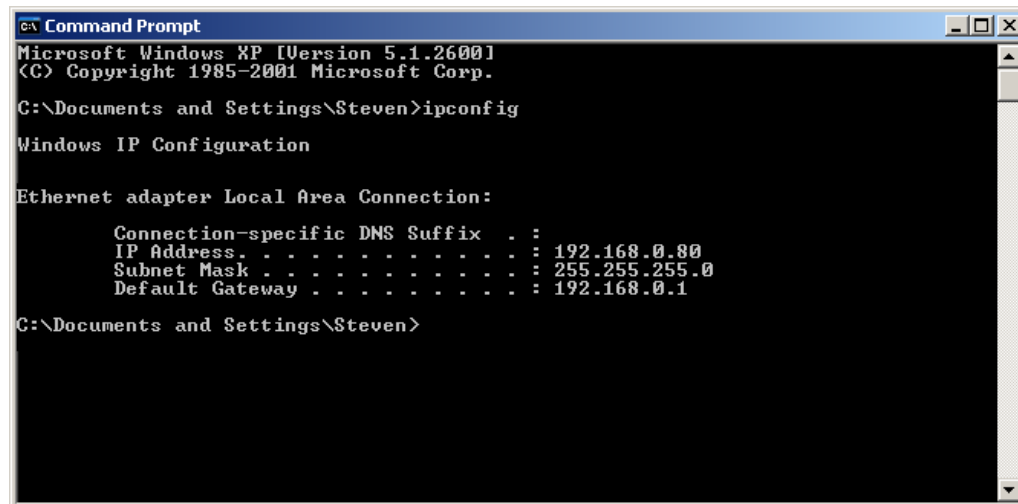 Command Prompt
Microsoft Windows XP [Version 5.1.2600]
(C) Copyright 1985-2001 Microsoft Corp.
C:\Documents and Settings\Steven>ipconfig
Windows IP Configuration
Ethernet adapter Local Area Connection:
Connection-specific DNS Suffix  . :
IP Address. . . . . . . . . . . . : 192.168.0.80
Subnet Mask . . . . . . . . . . . : 255.255.255.0
Default Gateway . . . . . . . . . : 192.168.0.1
C:\Documents and Settings\Steven>